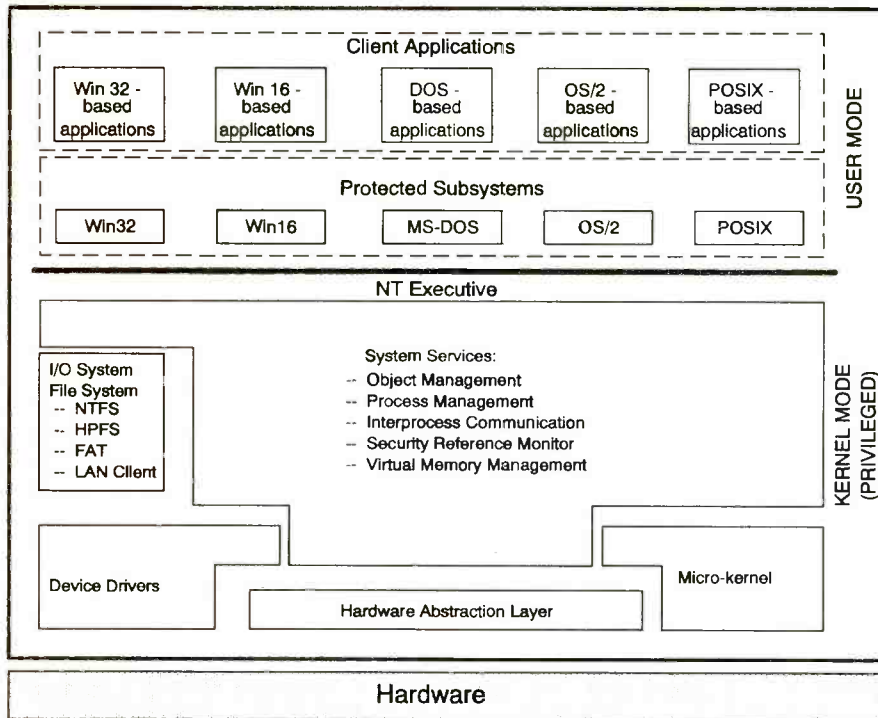 Client Applications
Win 32 -
based
applications
Win 16 -
based
applications
DOS -
based
applications
OS/2 -
based
applications
POSIX -
based
applications
Protected Subsystems
Win32
Win16
MS-DOS
OS/2
POSIX
USER MODE
NT Executive
I/O System
File System
-- NTFS
-- HPFS
-- FAT
-- LAN Client
System Services:
-- Object Management
-- Process Management
-- Interprocess Communication
-- Security Reference Monitor
-- Virtual Memory Management
KERNEL MODE
(PRIVILEGED)
Device Drivers
Hardware Abstraction Layer
Micro-kernel
Hardware